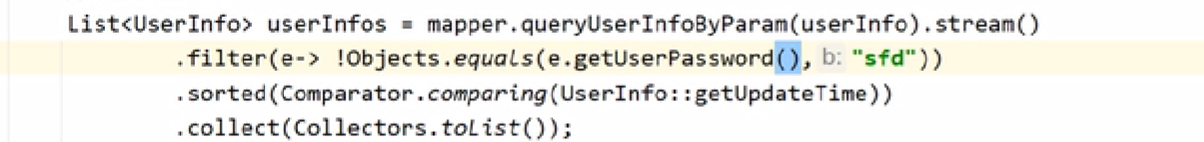 List<UserInfo> userInfos = mapper.queryUserInfoByParam(userInfo).stream()
.filter(e-> !Objects.equals(e.getUserPassword(), b: "sfd"))
.sorted(Comparator.comparing(UserInfo::getUpdateTime))
.collect(Collectors.toList());